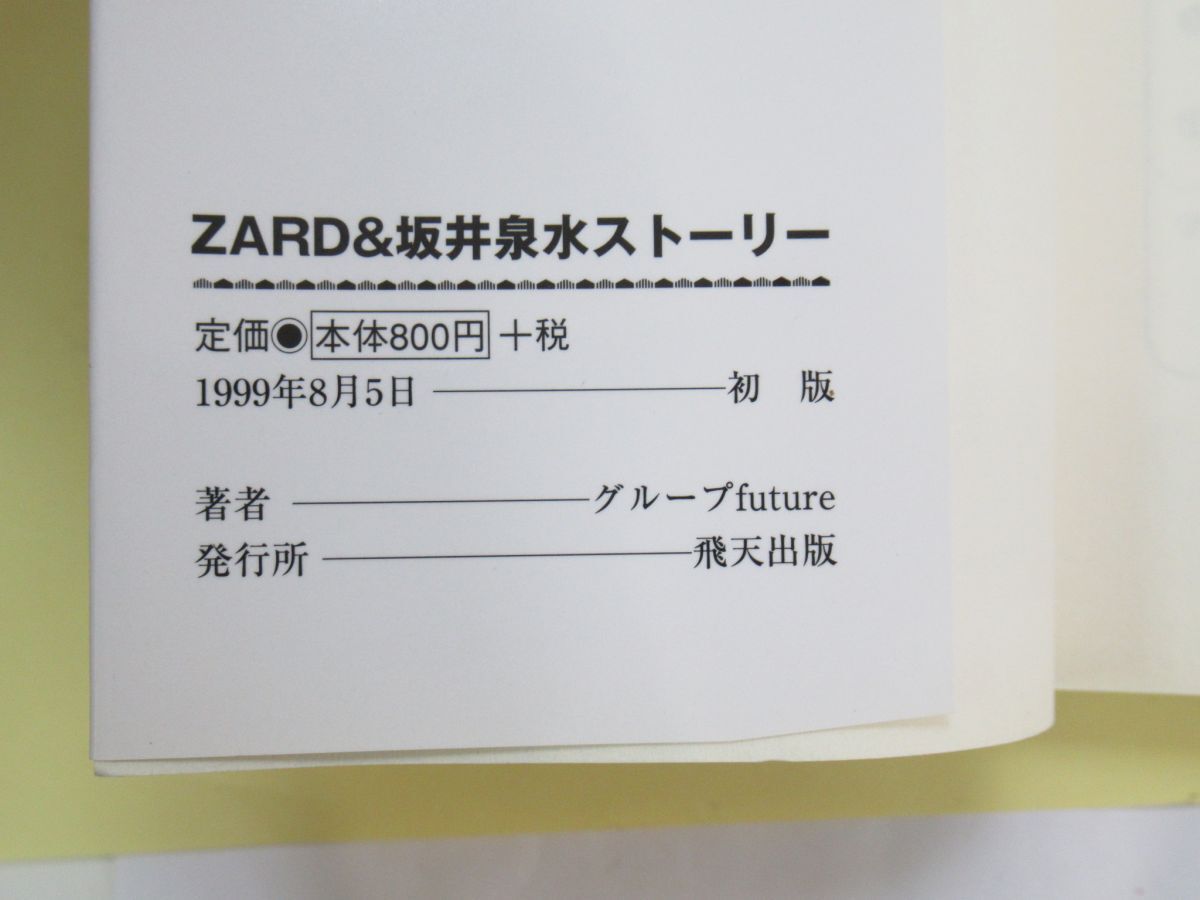 ZARD&坂井泉水ストーリー
定価◉本体800円+税
1999年8月5日―――初 版
著者―――グループfuture
発行所―――飛天出版